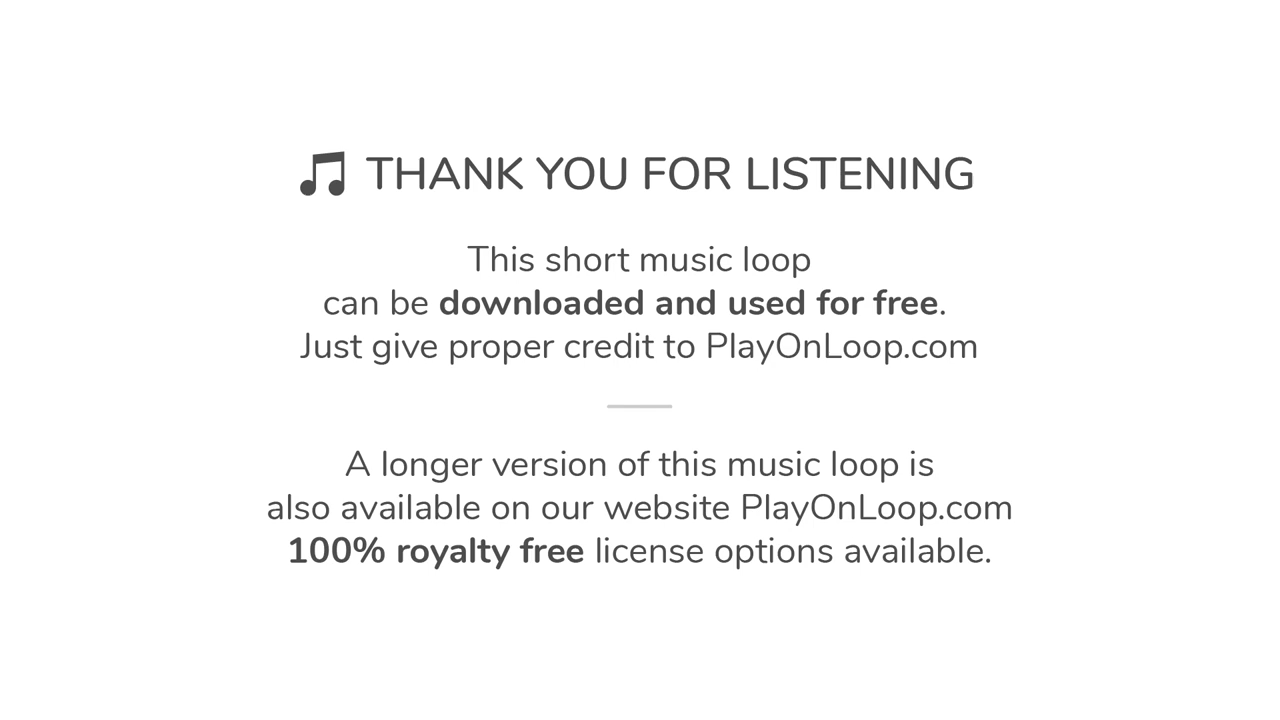 THANK YOU FOR LISTENING
This short music loop
can be downloaded and used for free.
Just give proper credit to PlayOnLoop.com
A longer version of this music loop is
also available on our website PlayOnLoop.com
100% royalty free license options available.